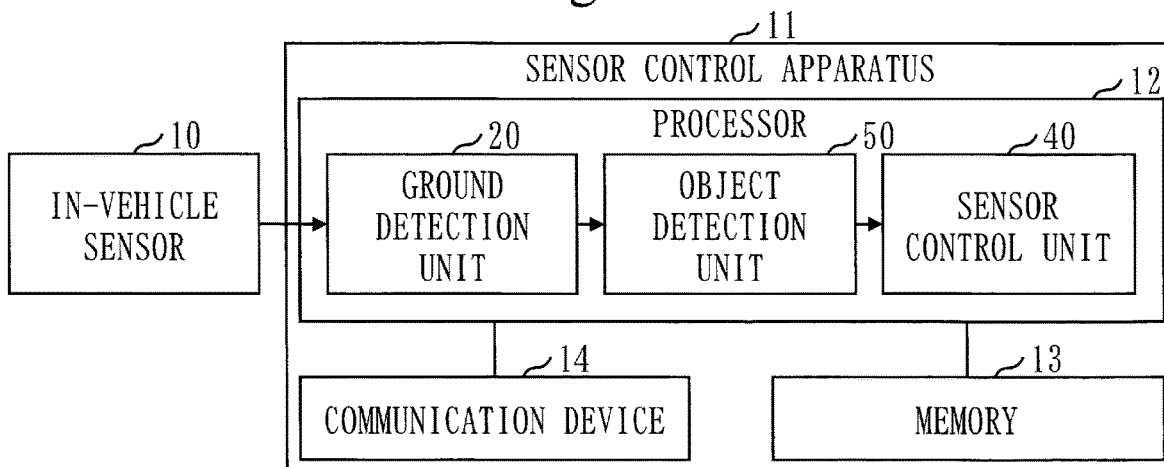 11
SENSOR CONTROL APPARATUS
12
PROCESSOR
10
IN-VEHICLE
SENSOR
20
GROUND
DETECTION
UNIT
50
OBJECT
DETECTION
UNIT
40
SENSOR
CONTROL UNIT
14
COMMUNICATION DEVICE
13
MEMORY